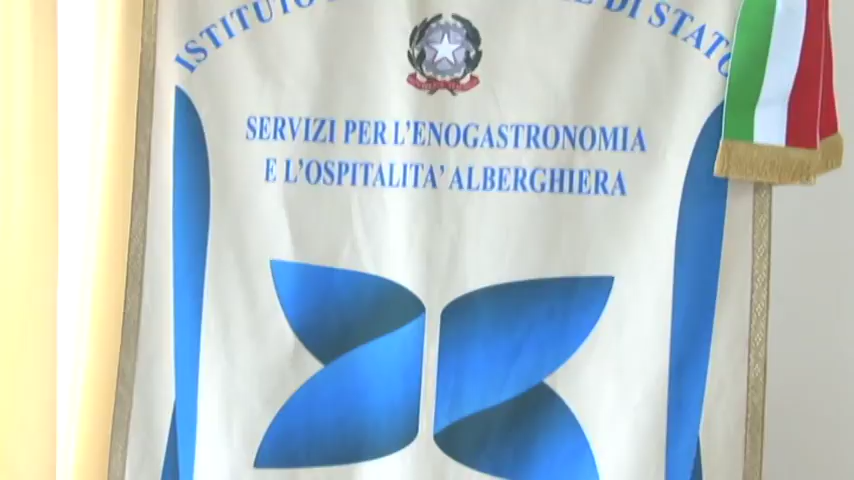 ISTITUTO DI STATO
SERVIZI PER L'ENOGASTRONOMIA
E L'OSPITALITA' ALBERGHIERA